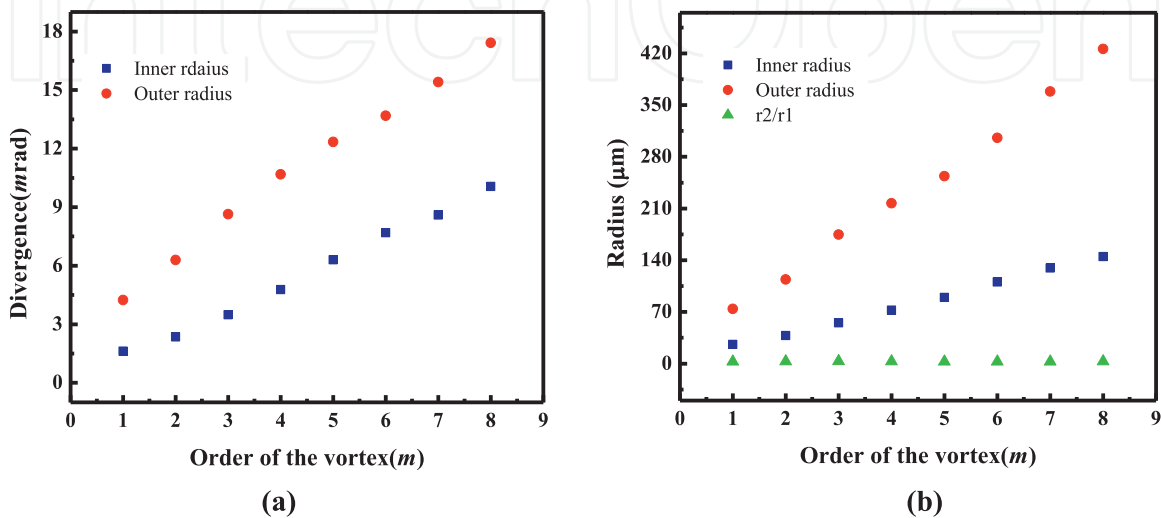 intechopen
18
15
12
9
6
3
0
Divergence(mrad)
Inner rdaius
Outer radius
0 1 2 3 4 5 6 7 8 9
Order of the vortex(m)
(a)
420
350
280
210
140
70
0
Radius (μm)
Inner radius
Outer radius
r2/r1
0 1 2 3 4 5 6 7 8 9
Order of the vortex(m)
(b)